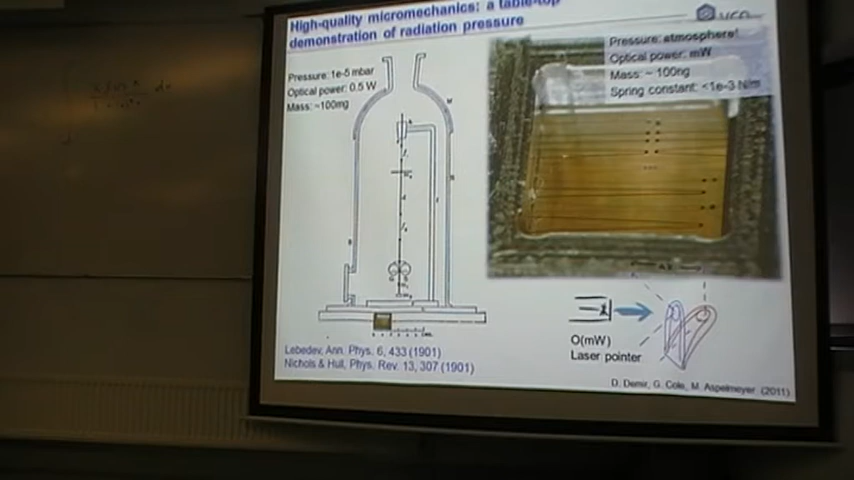 High-quality micromechanics: a table-top
demonstration of radiation pressure
Pressure: 1e-5 mbar
Optical power: 0.5 W
Mass: ~100mg
Pressure: atmosphere!
Optical power: mW
Mass: ~ 100ng
Spring constant: <1e-3 N/m
O(mW)
Laser pointer
Lebedev, Ann. Phys. 6, 433 (1901)
Nichols & Hull, Phys. Rev. 13, 307 (1901)
D. Demir, G. Cole, M. Aspelmeyer (2011)